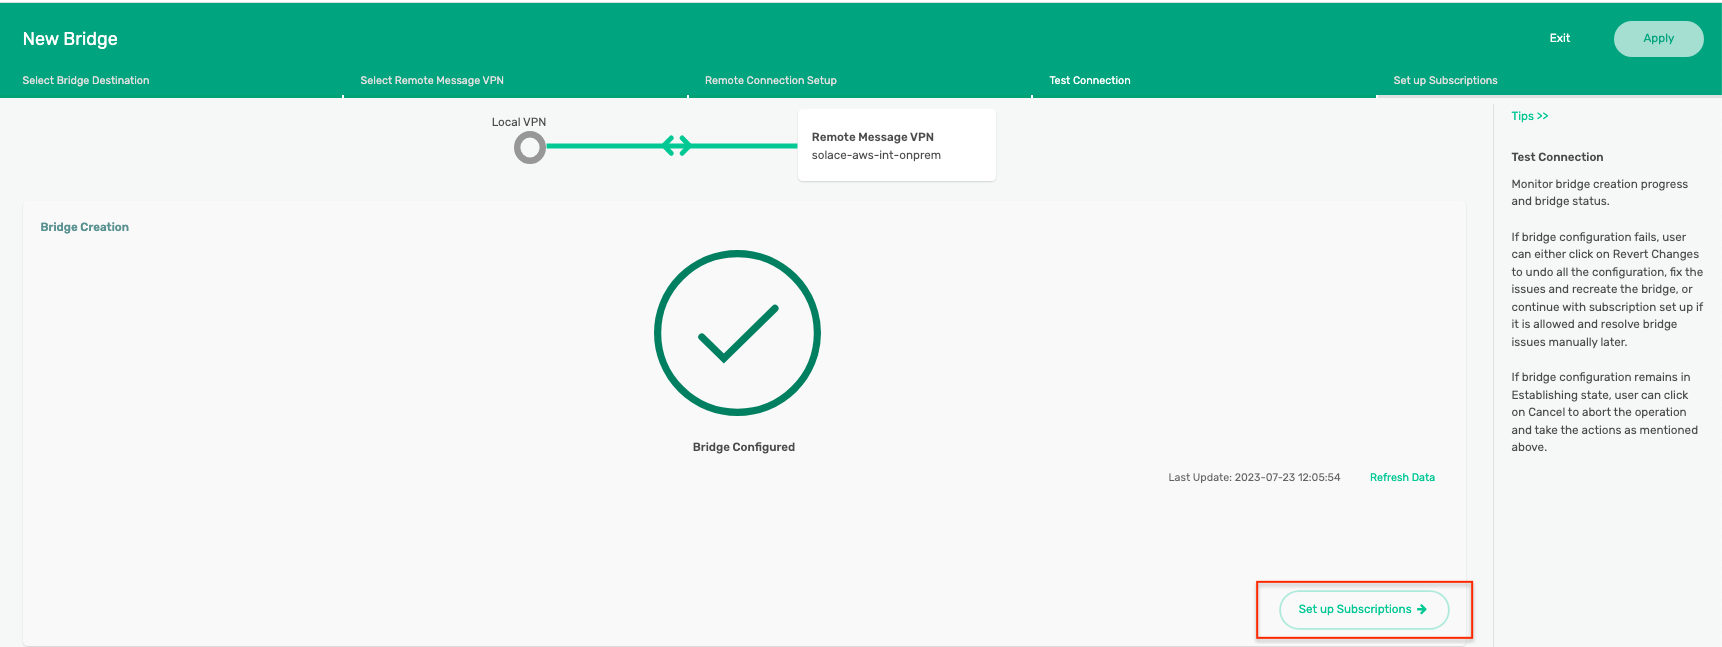 New Bridge
Exit
Apply
Select Bridge Destination
Select Remote Message VPN
Remote Connection Setup
Test Connection
Set up Subscriptions
Local VPN
Remote Message VPN
solace-aws-int-onprem
Bridge Creation
Bridge Configured
Last Update: 2023-07-23 12:05:54
Refresh Data
Set up Subscriptions →
Tips >>
Test Connection
Monitor bridge creation progress
and bridge status.
If bridge configuration fails, user
can either click on Revert Changes
to undo all the configuration, fix the
issues and recreate the bridge, or
continue with subscription set up if
it is allowed and resolve bridge
issues manually later.
If bridge configuration remains in
Establishing state, user can click
on Cancel to abort the operation
and take the actions as mentioned
above.